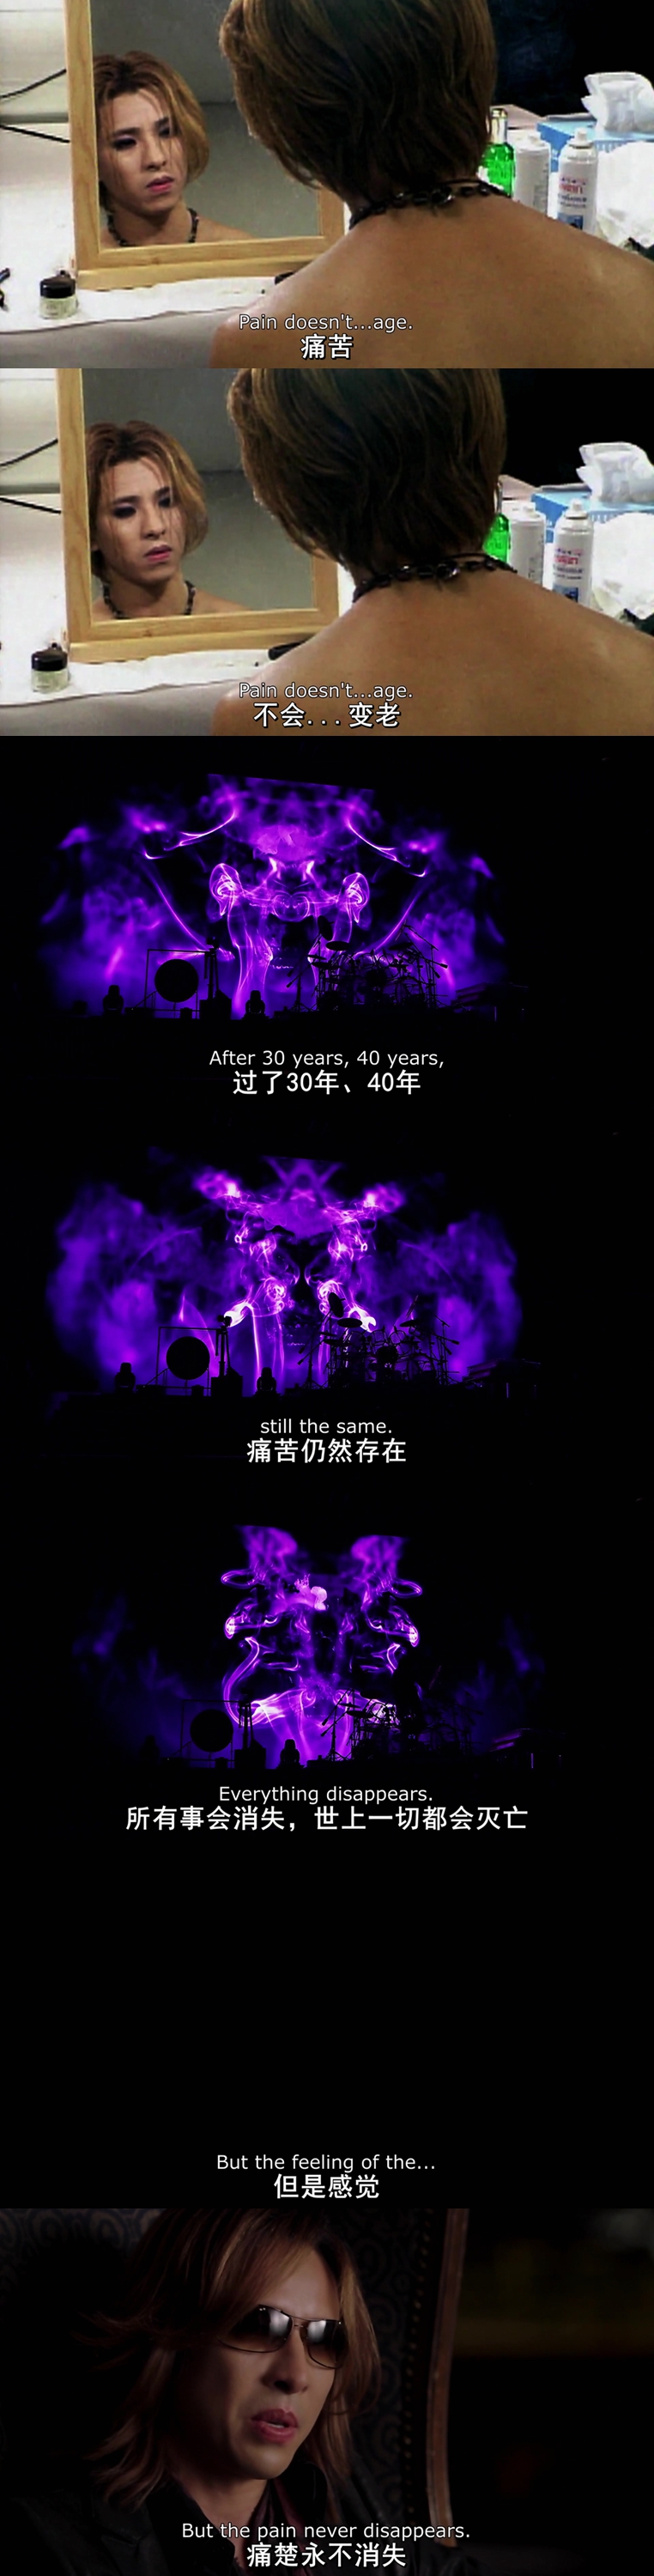 Pain doesn't...age.
痛苦
Pain doesn't...age.
不会...变老
After 30 years, 40 years,
过了30年、40年
still the same.
痛苦仍然存在
Everything disappears.
所有事会消失，世上一切都会灭亡
But the feeling of the...
但是感觉
But the pain never disappears.
痛楚永不消失